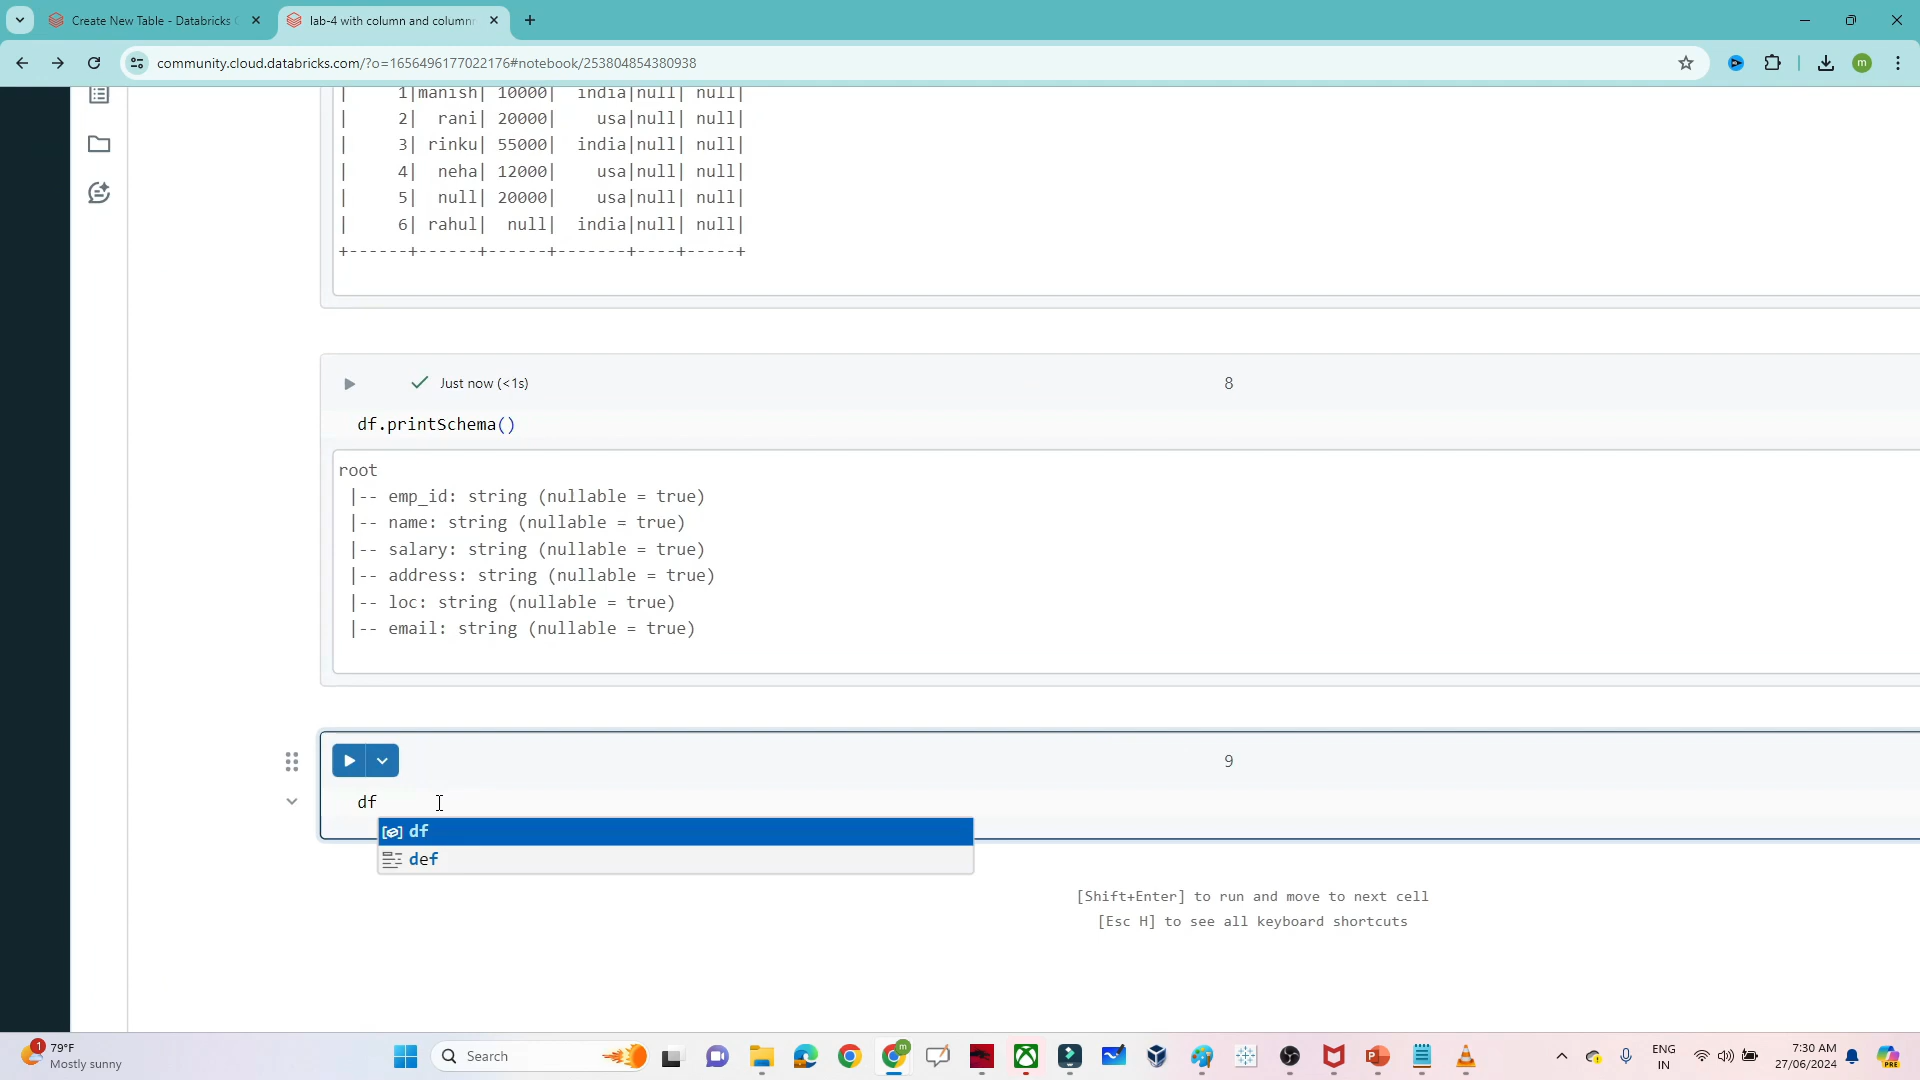 Create New Table - Databricks C
lab-4 with column and column
community.cloud.databricks.com/?o=1656496177022176#notebook/253804854380938
m
|     1|manish| 10000|  india|null| null|
|     2|  rani| 20000|    usa|null| null|
|     3| rinku| 55000|  india|null| null|
|     4|  neha| 12000|    usa|null| null|
|     5|  null| 20000|    usa|null| null|
|     6| rahul|  null|  india|null| null|
+------+------+------+-------+----+-----+
Just now (<1s)
8
df.printSchema()
root
|-- emp_id: string (nullable = true)
|-- name: string (nullable = true)
|-- salary: string (nullable = true)
|-- address: string (nullable = true)
|-- loc: string (nullable = true)
|-- email: string (nullable = true)
9
df
df
def
[Shift+Enter] to run and move to next cell
[Esc H] to see all keyboard shortcuts
1
79°F
Mostly sunny
Search
m
ENG
IN
7:30 AM
27/06/2024
PRE